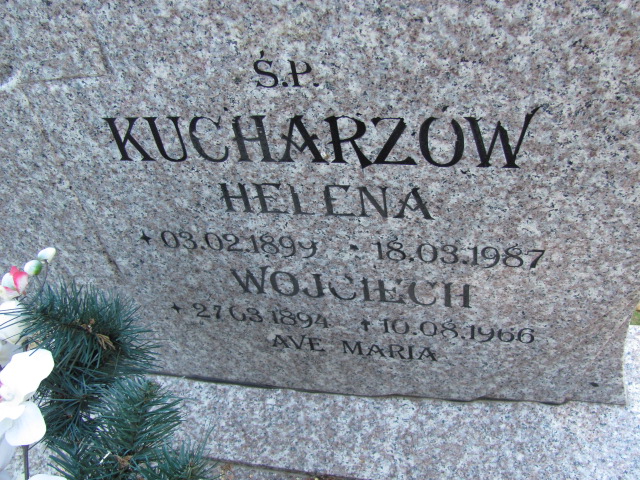 Ś.P.
KUCHARZÓW
HELENA
* 03.02.1899 + 18.03.1987
WOJCIECH
* 27.03.1894 + 10.08.1966
AVE MARIA